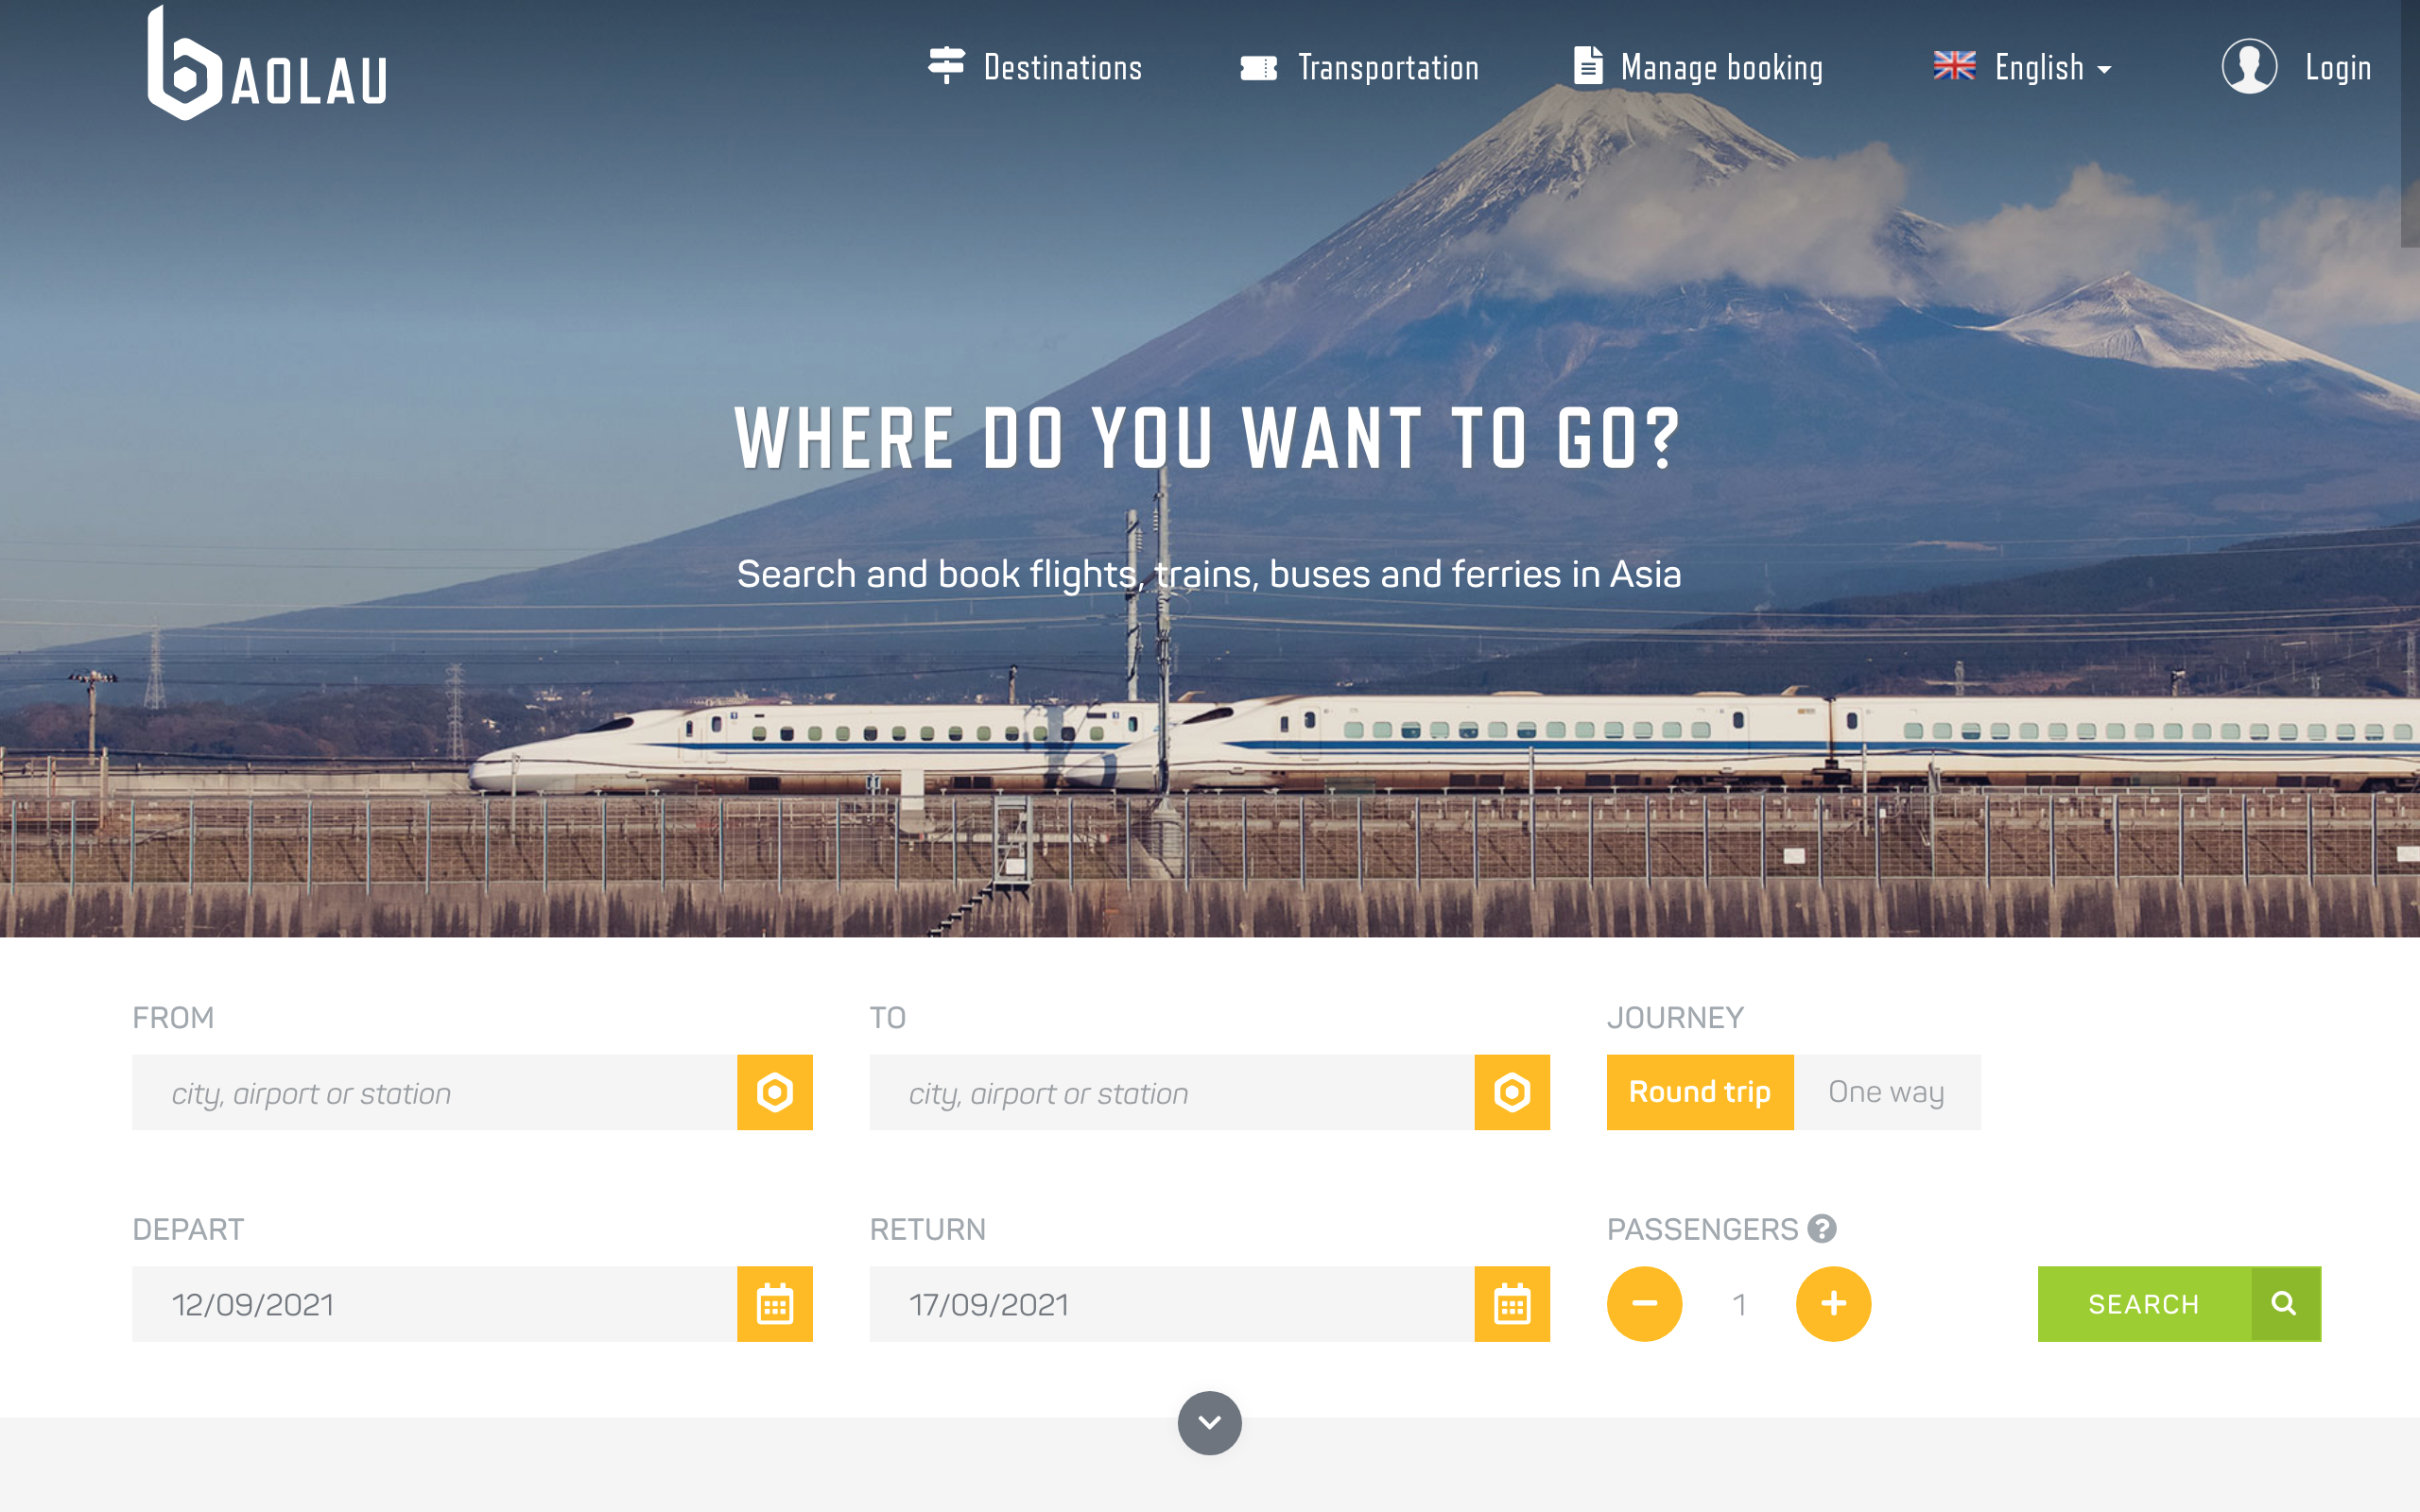 bAOLAU
Destinations
Transportation
Manage booking
English
Login
WHERE DO YOU WANT TO GO?
Search and book flights, trains, buses and ferries in Asia
FROM
TO
JOURNEY
city, airport or station
city, airport or station
Round trip
One way
DEPART
RETURN
PASSENGERS ?
12/09/2021
17/09/2021
1
SEARCH